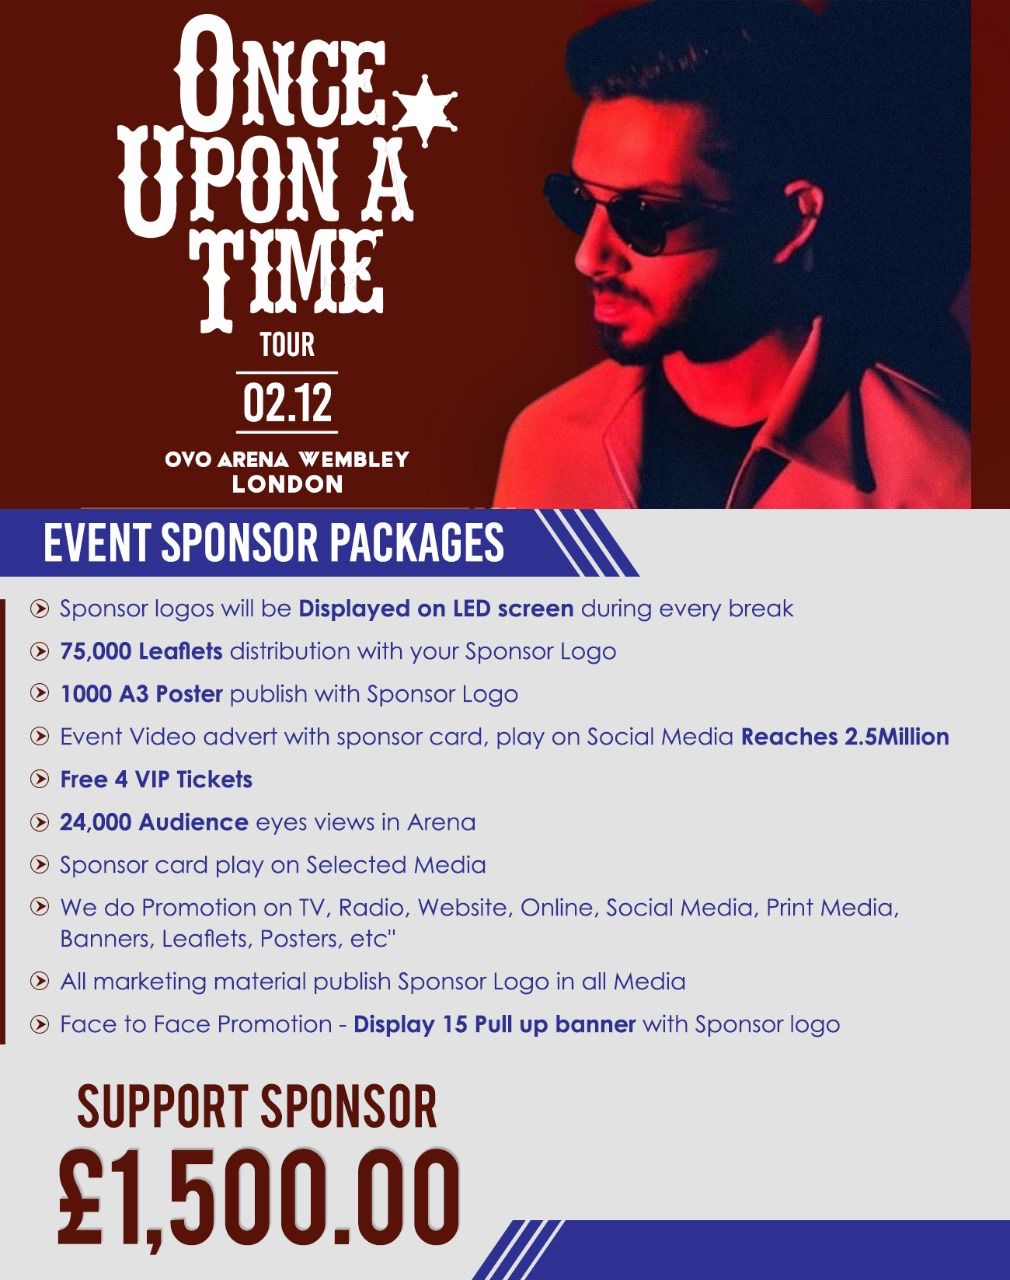 ONCE
UPON A
TIME
TOUR
02.12
OVO ARENA WEMBLEY
LONDON
EVENT SPONSOR PACKAGES
Sponsor logos will be Displayed on LED screen during every break
75,000 Leaflets distribution with your Sponsor Logo
1000 A3 Poster publish with Sponsor Logo
Event Video advert with sponsor card, play on Social Media Reaches 2.5Million
Free 4 VIP Tickets
24,000 Audience eyes views in Arena
Sponsor card play on Selected Media
We do Promotion on TV, Radio, Website, Online, Social Media, Print Media,
Banners, Leaflets, Posters, etc"
All marketing material publish Sponsor Logo in all Media
Face to Face Promotion - Display 15 Pull up banner with Sponsor logo
SUPPORT SPONSOR
£1,500.00